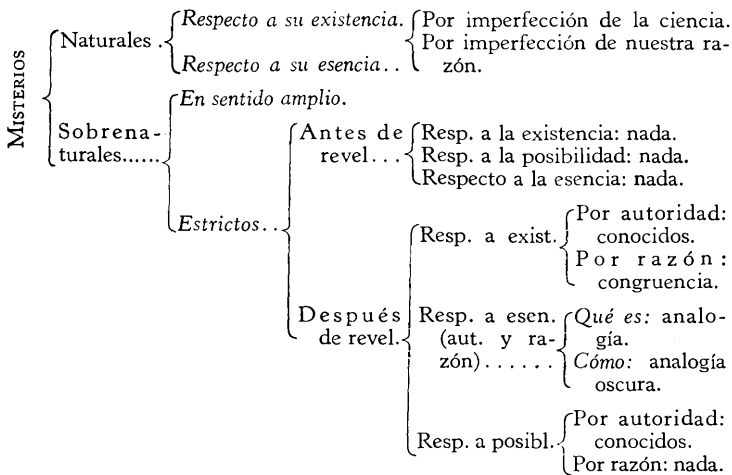 MISTERIOS
Naturales .
Respecto a su existencia.
Respecto a su esencia..
Por imperfección de la ciencia.
Por imperfección de nuestra ra-
zón.
Sobrena-
turales......
En sentido amplio.
Estrictos..
Antes de
revel...
Resp. a la existencia: nada.
Resp. a la posibilidad: nada.
Respecto a la esencia: nada.
Después
de revel.
Resp. a exist.
Por autoridad:
conocidos.
Por razón:
congruencia.
Resp. a esen.
(aut. y ra-
zón)......
Qué es: analo-
gía.
Cómo: analogía
oscura.
Resp. a posibl.
Por autoridad:
conocidos.
Por razón: nada.